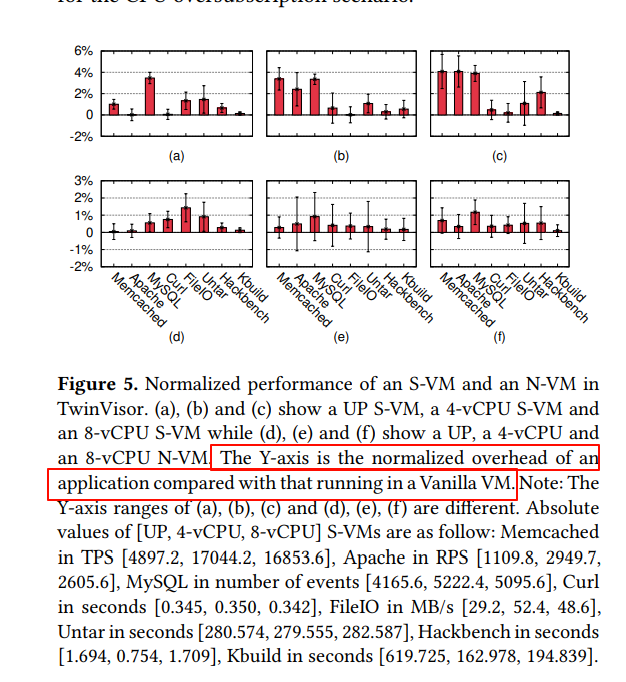 for the CPU oversubscription scenario.
6%
4%
2%
0
-2%
(a)
(b)
(c)
3%
2%
1%
0
-1%
-2%
Memcached
Apache
MySQL
Curl
FileIO
Untar
Hackbench
Kbuild
Memcached
Apache
MySQL
Curl
FileIO
Untar
Hackbench
Kbuild
Memcached
Apache
MySQL
Curl
FileIO
Untar
Hackbench
Kbuild
(d)
(e)
(f)
Figure 5. Normalized performance of an S-VM and an N-VM in
TwinVisor. (a), (b) and (c) show a UP S-VM, a 4-vCPU S-VM and
an 8-vCPU S-VM while (d), (e) and (f) show a UP, a 4-vCPU and
an 8-vCPU N-VM. The Y-axis is the normalized overhead of an
application compared with that running in a Vanilla VM. Note: The
Y-axis ranges of (a), (b), (c) and (d), (e), (f) are different. Absolute
values of [UP, 4-vCPU, 8-vCPU] S-VMs are as follow: Memcached
in TPS [4897.2, 17044.2, 16853.6], Apache in RPS [1109.8, 2949.7,
2605.6], MySQL in number of events [4165.6, 5222.4, 5095.6], Curl
in seconds [0.345, 0.350, 0.342], FileIO in MB/s [29.2, 52.4, 48.6],
Untar in seconds [280.574, 279.555, 282.587], Hackbench in seconds
[1.694, 0.754, 1.709], Kbuild in seconds [619.725, 162.978, 194.839].